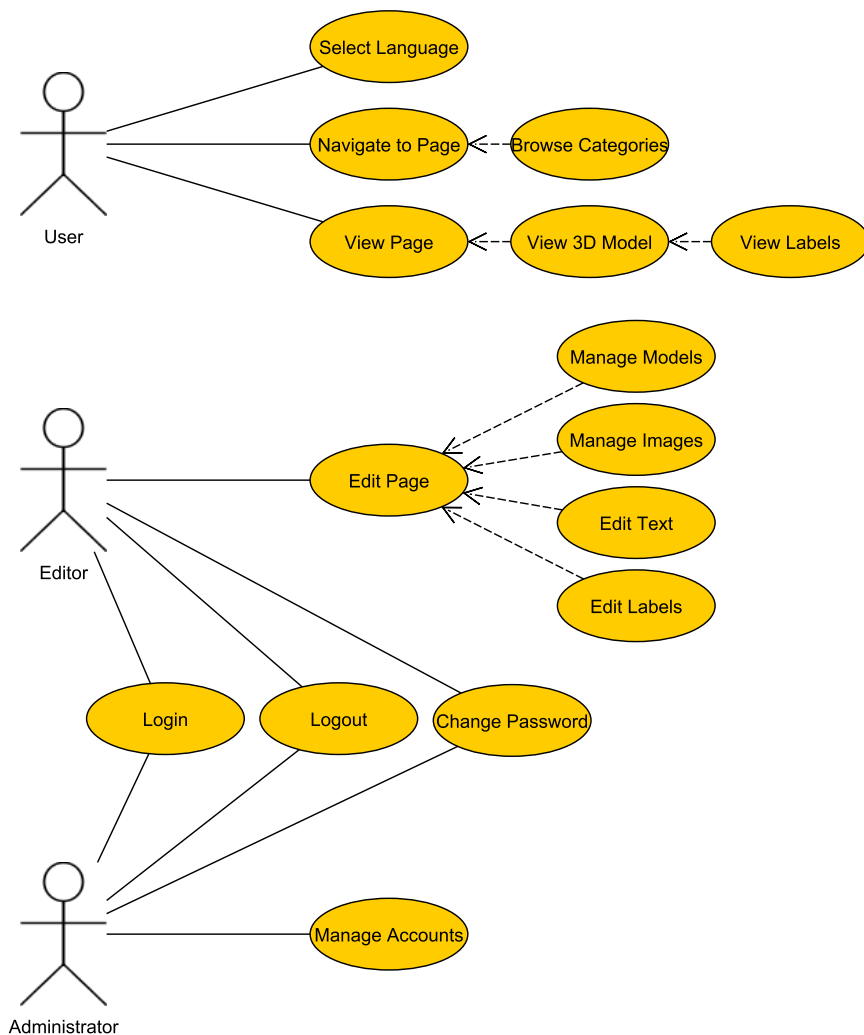 Select Language
Navigate to Page
Browse Categories
User
View Page
View 3D Model
View Labels
Manage Models
Manage Images
Edit Page
Edit Text
Editor
Edit Labels
Login
Logout
Change Password
Manage Accounts
Administrator